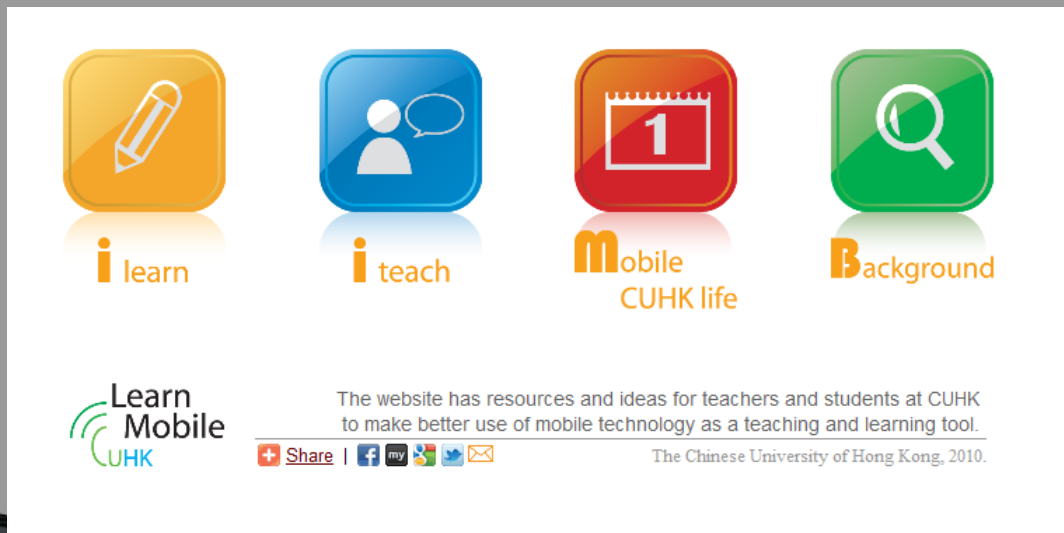 1
i learn
i teach
Mobile
CUHK life
Background
Learn
Mobile
CUHK
The website has resources and ideas for teachers and students at CUHK
to make better use of mobile technology as a teaching and learning tool.
Share | f my g
The Chinese University of Hong Kong, 2010.